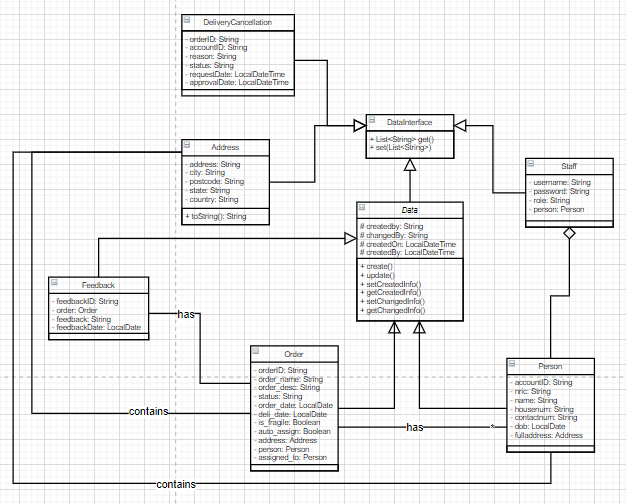 DeliveryCancellation
- orderID: String
- accountID: String
- reason: String
- status: String
- requestDate: LocalDateTime
- approvalDate: LocalDateTime
DataInterface
+ List<String> get()
+ set(List<String>)
Address
- address: String
- city: String
- postcode: String
- state: String
- country: String
+ toString(): String
Staff
- username: String
- password: String
- role: String
- person: Person
Data
# createdby: String
# changedBy: String
# createdOn: LocalDateTime
# createdBy: LocalDateTime
+ create()
+ update()
+ setCreatedInfo()
+ getCreatedInfo()
+ setChangedInfo()
+ getChangedInfo()
Feedback
- feedbackID: String
- order: Order
- feedback: String
- feedbackDate: LocalDate
has
Order
- orderID: String
- order_name: String
- order_desc: String
- status: String
- order_date: LocalDate
- deli_date: LocalDate
- is_fragile: Boolean
- auto_assign: Boolean
- address: Address
- person: Person
- assigned_to: Person
Person
- accountID: String
- nric: String
- name: String
- housenum: String
- contactnum: String
- dob: LocalDate
- fulladdress: Address
contains
has
*
contains